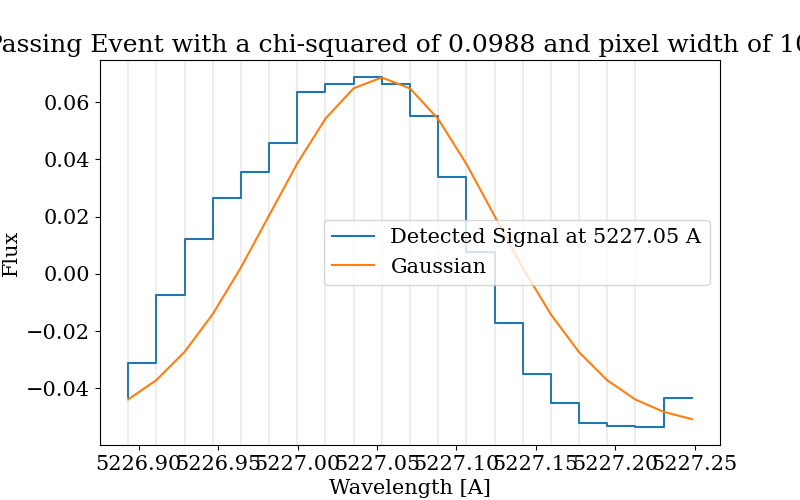 Passing Event with a chi-squared of 0.0988 and pixel width of 10
0.06
0.04
0.02
0.00
−0.02
−0.04
Flux
Detected Signal at 5227.05 A
Gaussian
5226.90 5226.95 5227.00 5227.05 5227.10 5227.15 5227.20 5227.25
Wavelength [A]